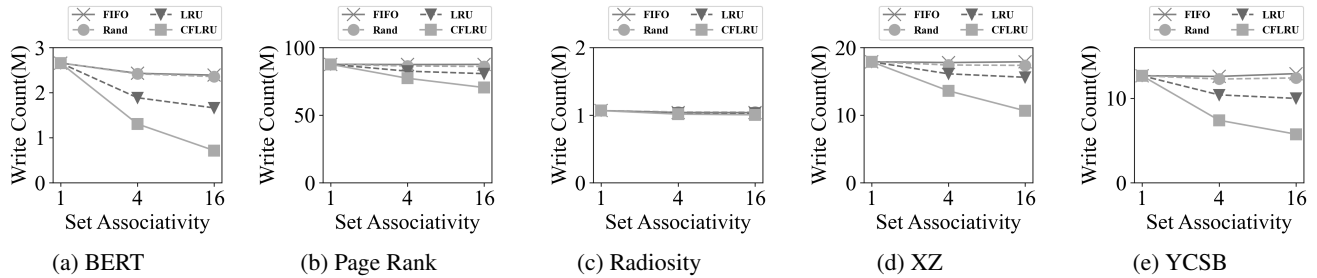 FIFO LRU
Rand CFLRU
3
2
1
0
Write Count(M)
1 4 16
Set Associativity
(a) BERT
FIFO LRU
Rand CFLRU
100
50
0
Write Count(M)
1 4 16
Set Associativity
(b) Page Rank
FIFO LRU
Rand CFLRU
2
1
0
Write Count(M)
1 4 16
Set Associativity
(c) Radiosity
FIFO LRU
Rand CFLRU
20
10
0
Write Count(M)
1 4 16
Set Associativity
(d) XZ
FIFO LRU
Rand CFLRU
10
0
Write Count(M)
1 4 16
Set Associativity
(e) YCSB